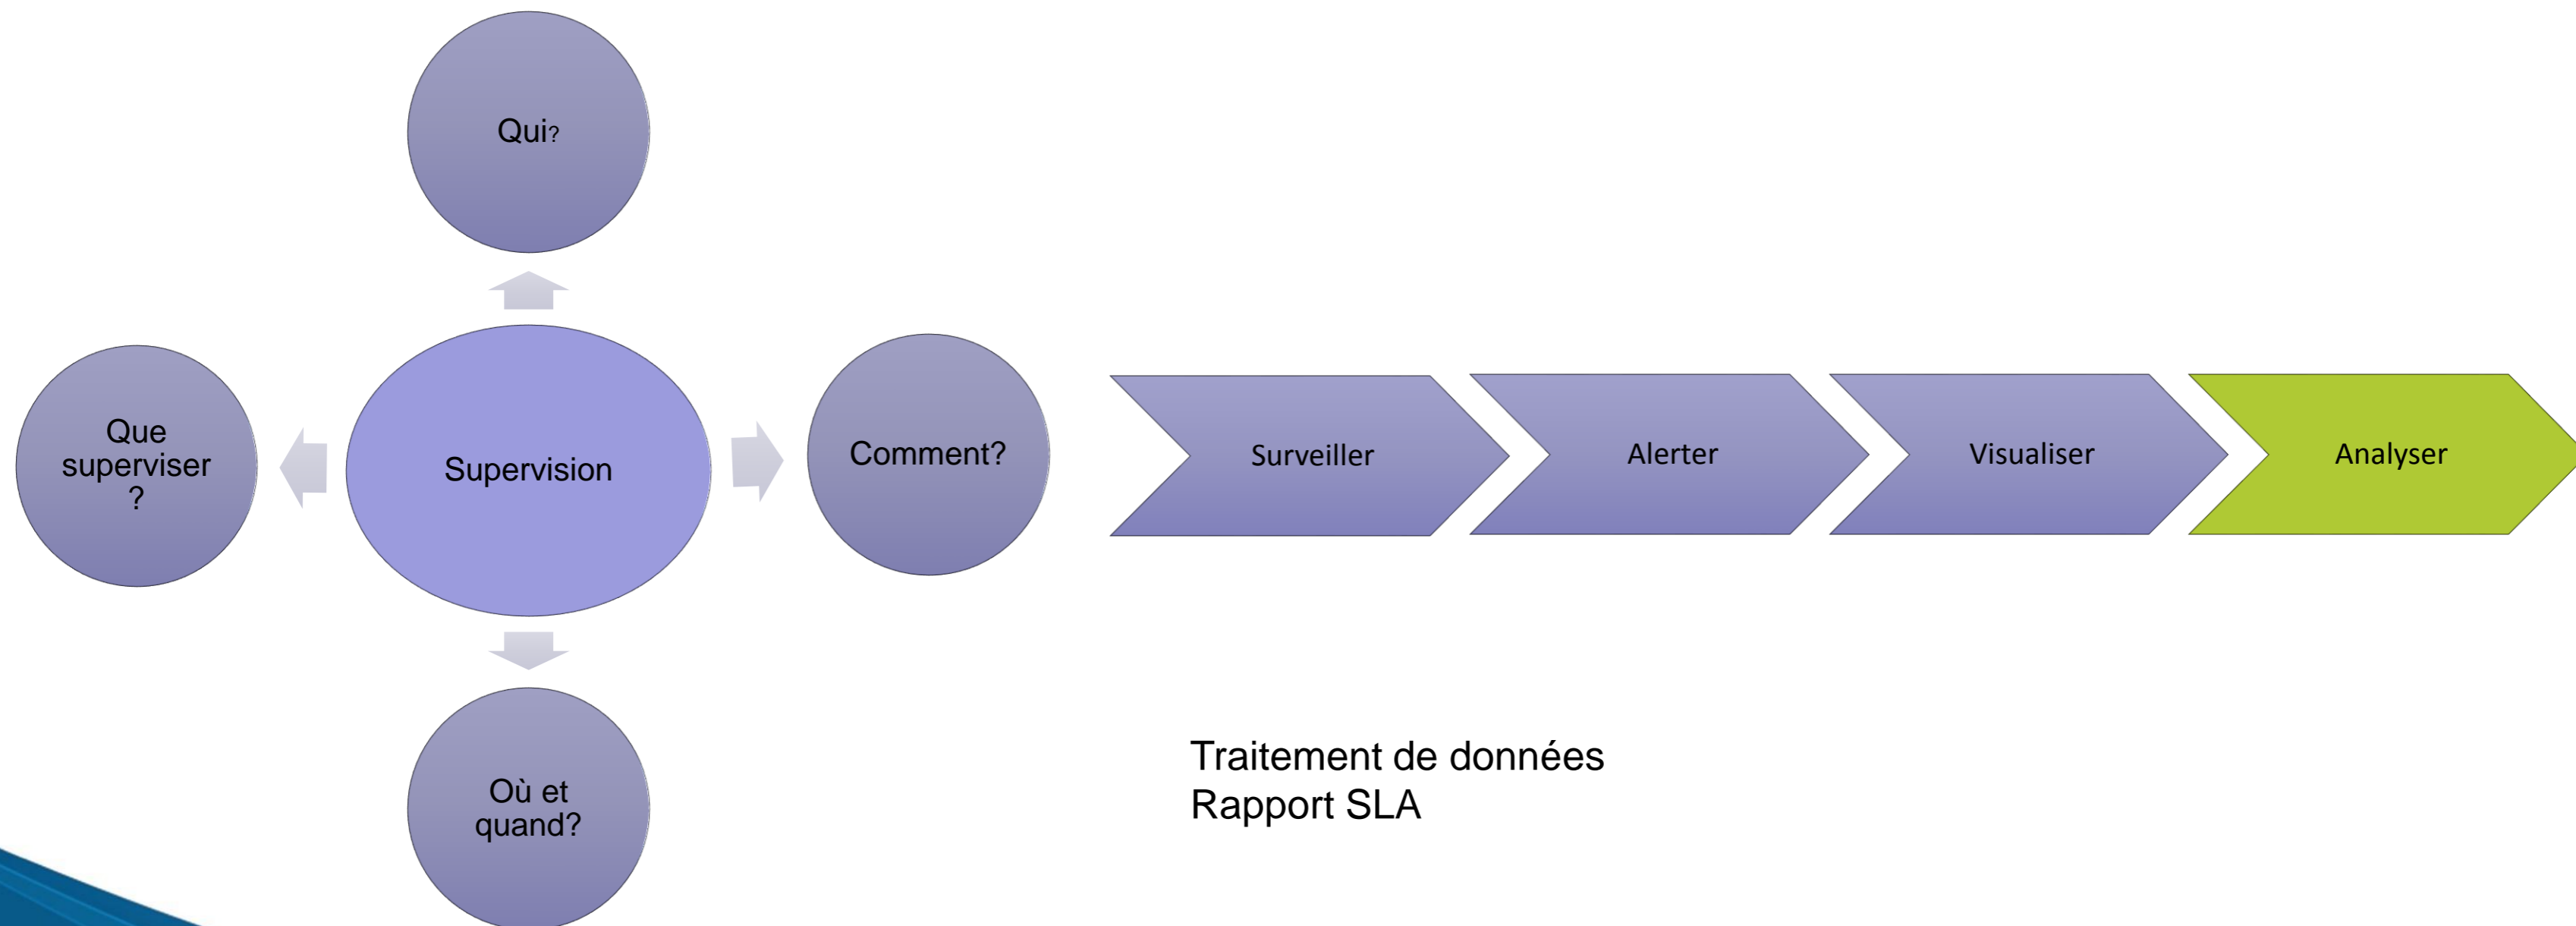 Qui?
Que
superviser
?
Supervision
Comment?
Où et
quand?
Surveiller
Alerter
Visualiser
Analyser
Traitement de données
Rapport SLA